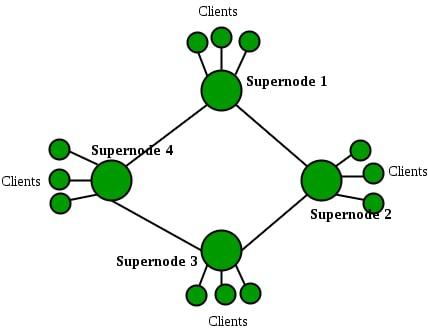 Clients
Supernode 1
Supernode 4
Clients
Clients
Supernode 2
Supernode 3
Clients